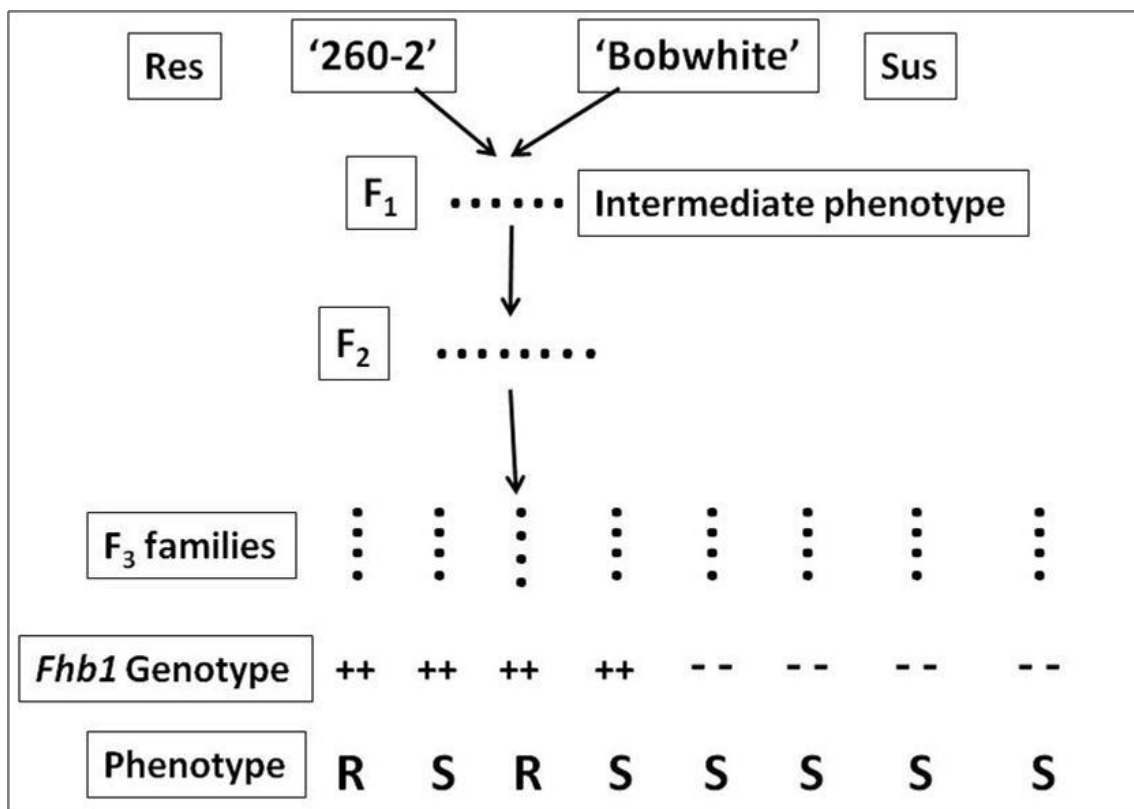 Res ‘260-2’ ‘Bobwhite’ Sus
F1 Intermediate phenotype
F2
F3 families
Fhb1 Genotype ++ ++ ++ ++ -- -- -- --
Phenotype R S R S S S S S